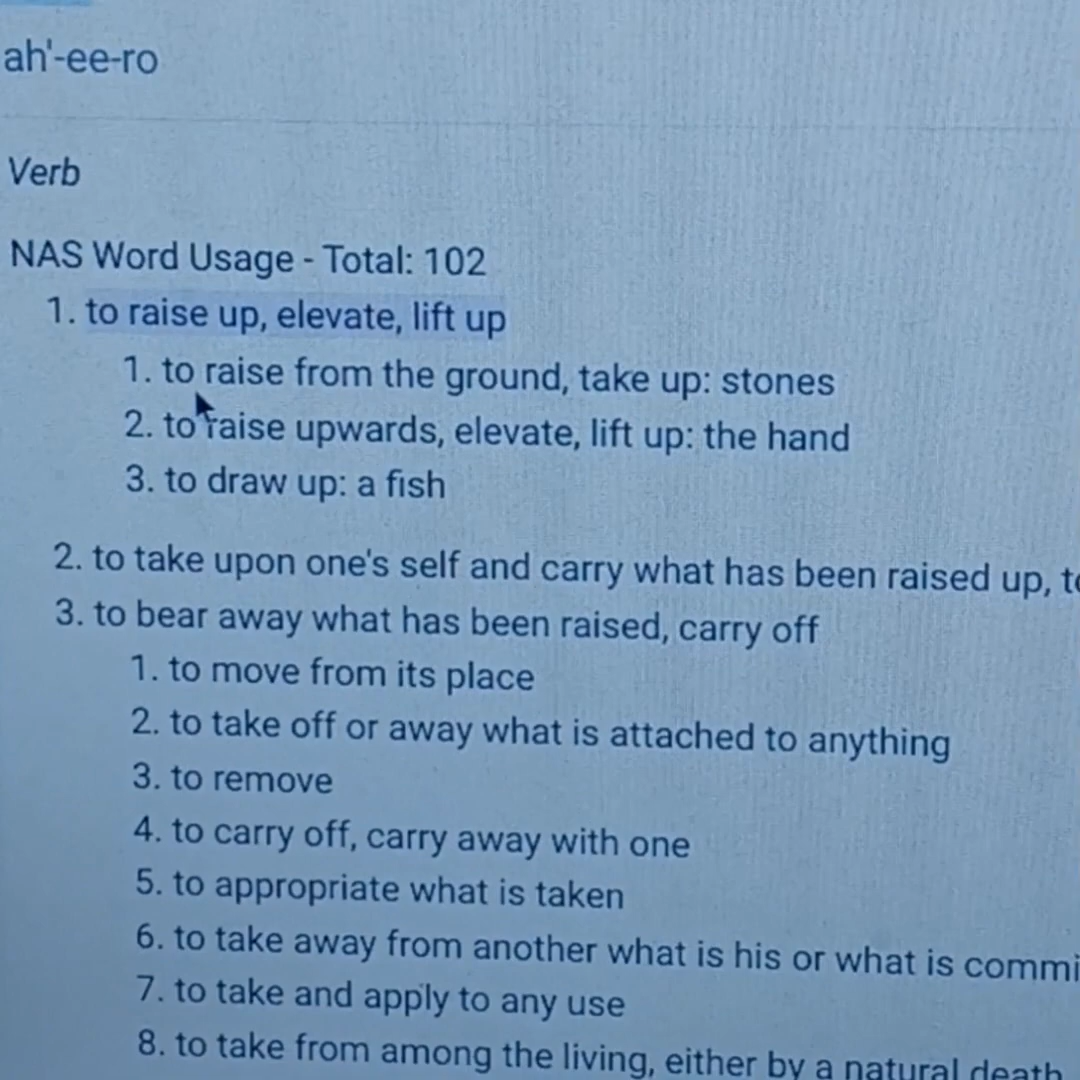 ah'-ee-ro
Verb
NAS Word Usage - Total: 102
1. to raise up, elevate, lift up
1. to raise from the ground, take up: stones
2. to raise upwards, elevate, lift up: the hand
3. to draw up: a fish
2. to take upon one's self and carry what has been raised up,
3. to bear away what has been raised, carry off
1. to move from its place
2. to take off or away what is attached to anything
3. to remove
4. to carry off, carry away with one
5. to appropriate what is taken
6. to take away from another what is his or what is commi
7. to take and apply to any use
8. to take from among the living, either by a natural death